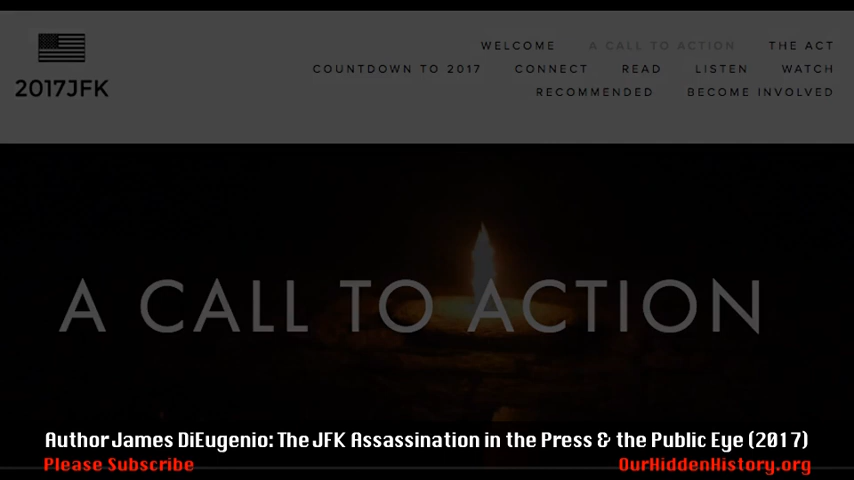 WELCOME A CALL TO ACTION THE ACT
COUNTDOWN TO 2017 CONNECT READ LISTEN WATCH
2017JFK
RECOMMENDED BECOME INVOLVED
A CALL TO ACTION
Author James DiEugenio: The JFK Assassination in the Press & the Public Eye (2017)
Please Subscribe OurHiddenHistory.org